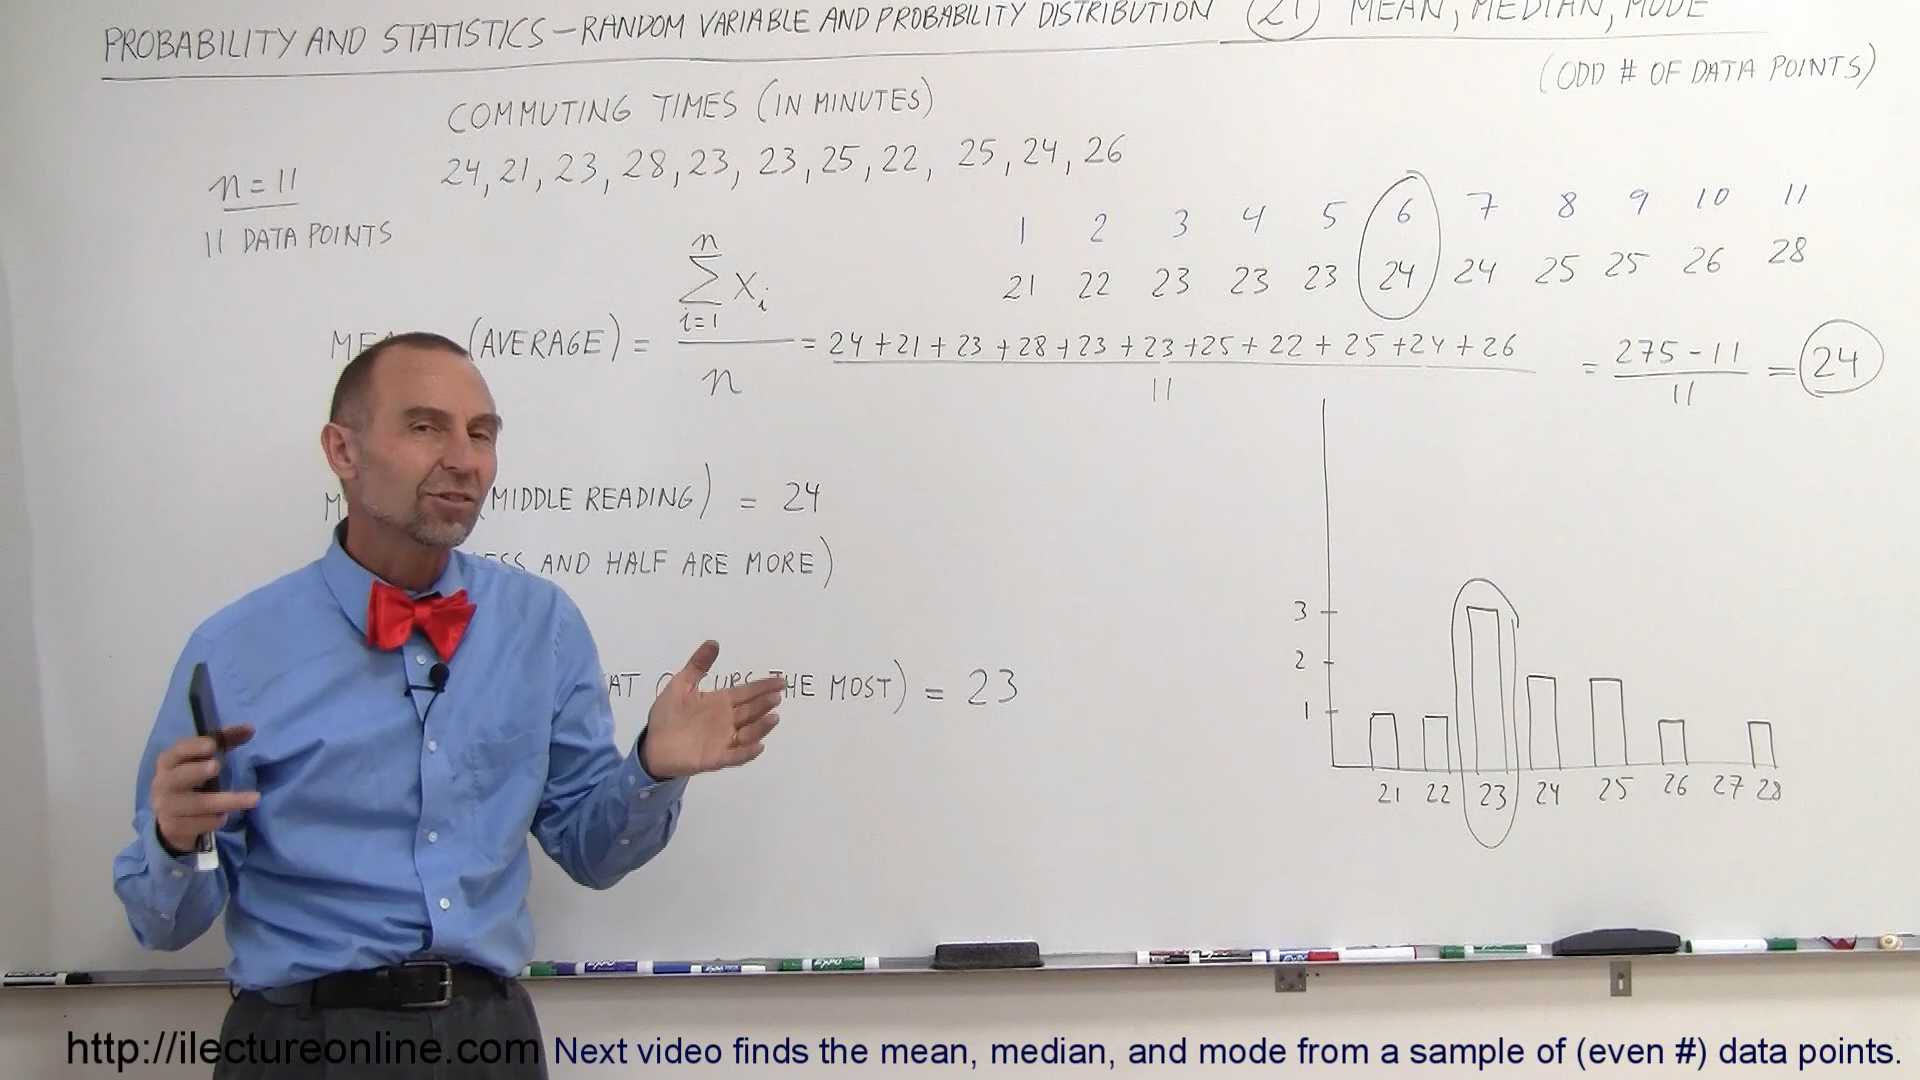 PROBABILITY AND STATISTICS – RANDOM VARIABLE AND PROBABILITY DISTRIBUTION 21 MEAN, MEDIAN, MODE
(ODD # OF DATA POINTS)
COMMUTING TIMES (IN MINUTES)
24, 21, 23, 28, 23, 23, 25, 22, 25, 24, 26
n = 11
11 DATA POINTS
1 2 3 4 5 6 7 8 9 10 11
21 22 23 23 23 24 24 25 25 26 28
(AVERAGE) = n Σ i=1 Xi / n = 24 + 21 + 23 + 28 + 23 + 23 + 25 + 22 + 25 + 24 + 26 / 11 = 275 - 11 / 11 = 24
(MIDDLE READING) = 24
AND HALF ARE MORE)
OCCURS THE MOST) = 23
3
2
1
21 22 23 24 25 26 27 28
EXPO
EXPO
http://ilectureonline.com Next video finds the mean, median, and mode from a sample of (even #) data points.